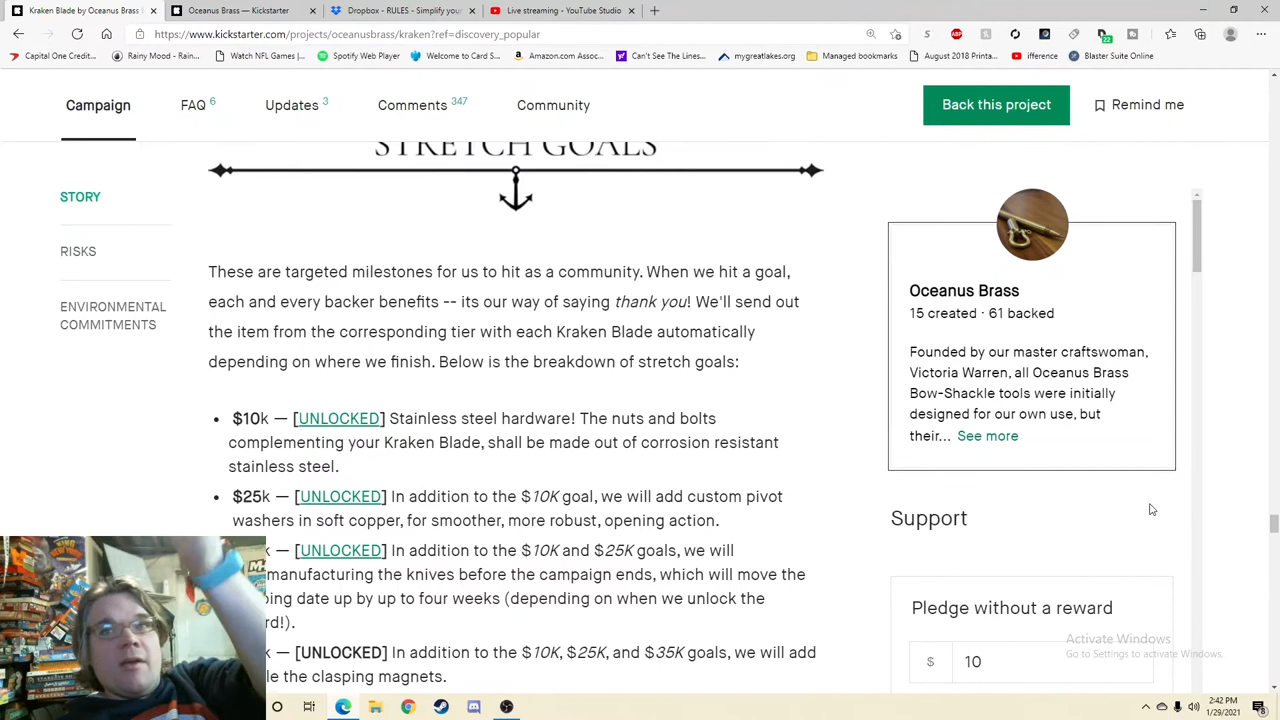 Kraken Blade by Oceanus Brass
Oceanus Brass — Kickstarter
Dropbox - RULES - Simplify your
Live streaming - YouTube Studio
https://www.kickstarter.com/projects/oceanusbrass/kraken?ref=discovery_popular
Capital One Credit...
Rainy Mood - Rain...
Watch NFL Games |...
Spotify Web Player
Welcome to Card S...
Amazon.com Assoc...
Can't See The Lines...
mygreatlakes.org
Managed bookmarks
August 2018 Printa...
ifference
Blaster Suite Online
Campaign
FAQ 6
Updates 3
Comments 347
Community
Back this project
Remind me
STRETCH GOALS
STORY
RISKS
ENVIRONMENTAL
COMMITMENTS
These are targeted milestones for us to hit as a community. When we hit a goal,
each and every backer benefits -- its our way of saying thank you! We'll send out
the item from the corresponding tier with each Kraken Blade automatically
depending on where we finish. Below is the breakdown of stretch goals:
• $10k — [UNLOCKED] Stainless steel hardware! The nuts and bolts
complementing your Kraken Blade, shall be made out of corrosion resistant
stainless steel.
• $25k — [UNLOCKED] In addition to the $10K goal, we will add custom pivot
washers in soft copper, for smoother, more robust, opening action.
— [UNLOCKED] In addition to the $10K and $25K goals, we will
manufacturing the knives before the campaign ends, which will move the
date up by up to four weeks (depending on when we unlock the
— [UNLOCKED] In addition to the $10K, $25K, and $35K goals, we will add
the clasping magnets.
Oceanus Brass
15 created · 61 backed
Founded by our master craftswoman,
Victoria Warren, all Oceanus Brass
Bow-Shackle tools were initially
designed for our own use, but
their... See more
Support
Pledge without a reward
$ 10
Activate Windows
Go to Settings to activate Windows.
2:42 PM
1/29/2021